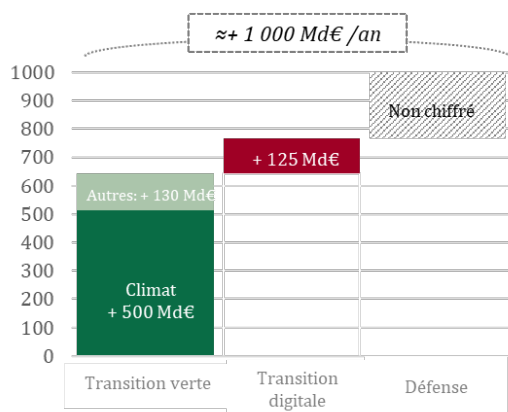 ≈+ 1 000 Md€ /an
1000
900
800
700
600
500
400
300
200
100
0
Non chiffré
+ 125 Md€
Autres: + 130 Md€
Climat
+ 500 Md€
Transition verte
Transition
digitale
Défense